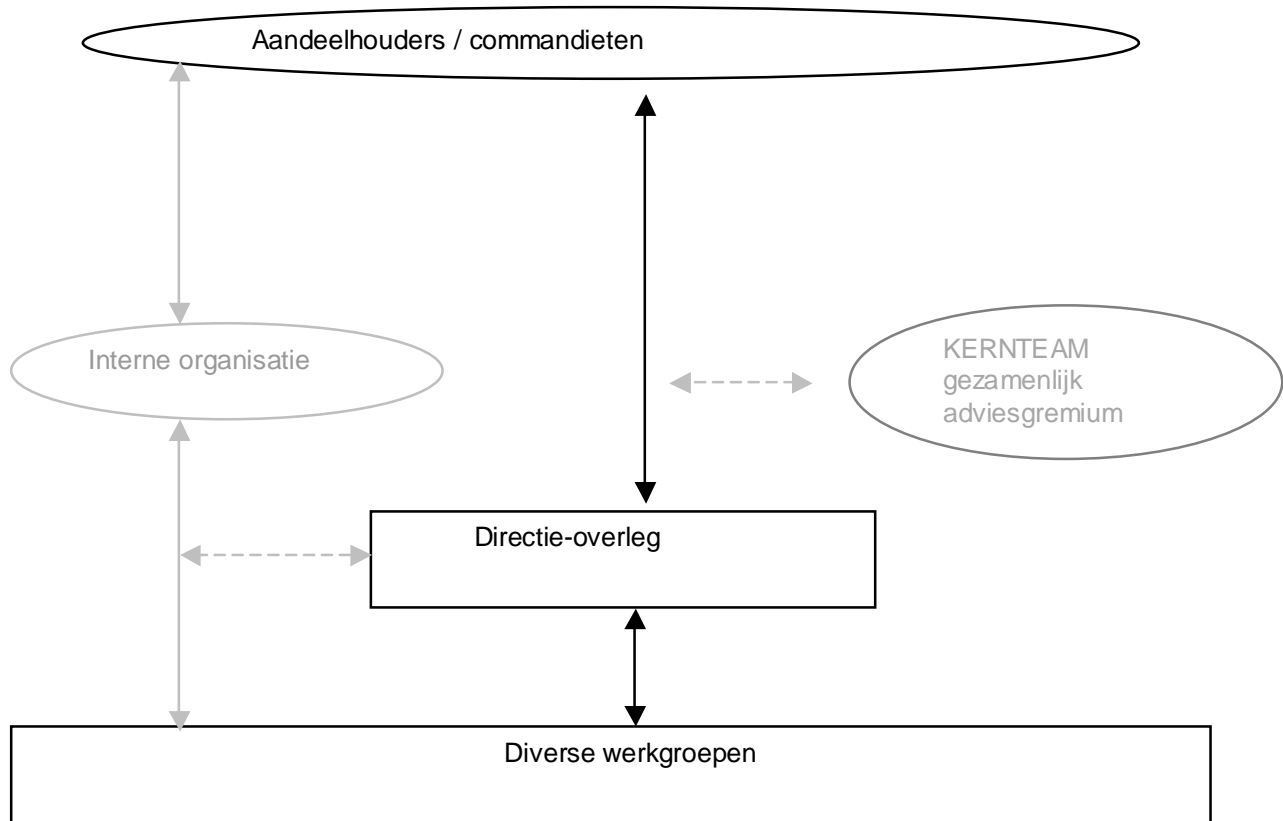 Aandeelhouders / commandieten
Interne organisatie
KERNTEAM
gezamenlijk
adviesgremium
Directie-overleg
Diverse werkgroepen